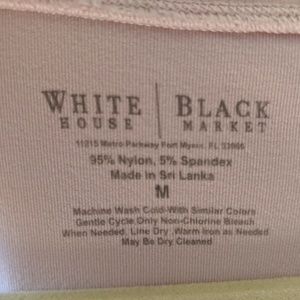 WHITE | BLACK
HOUSE | MARKET
11215 Metro Parkway Fort Myers, FL 33966
95% Nylon, 5% Spandex
Made in Sri Lanka
M
Machine Wash Cold-With Similar Colors
Gentle Cycle Only Non-Chlorine Bleach
When Needed, Line Dry, Warm Iron as Needed
May Be Dry Cleaned